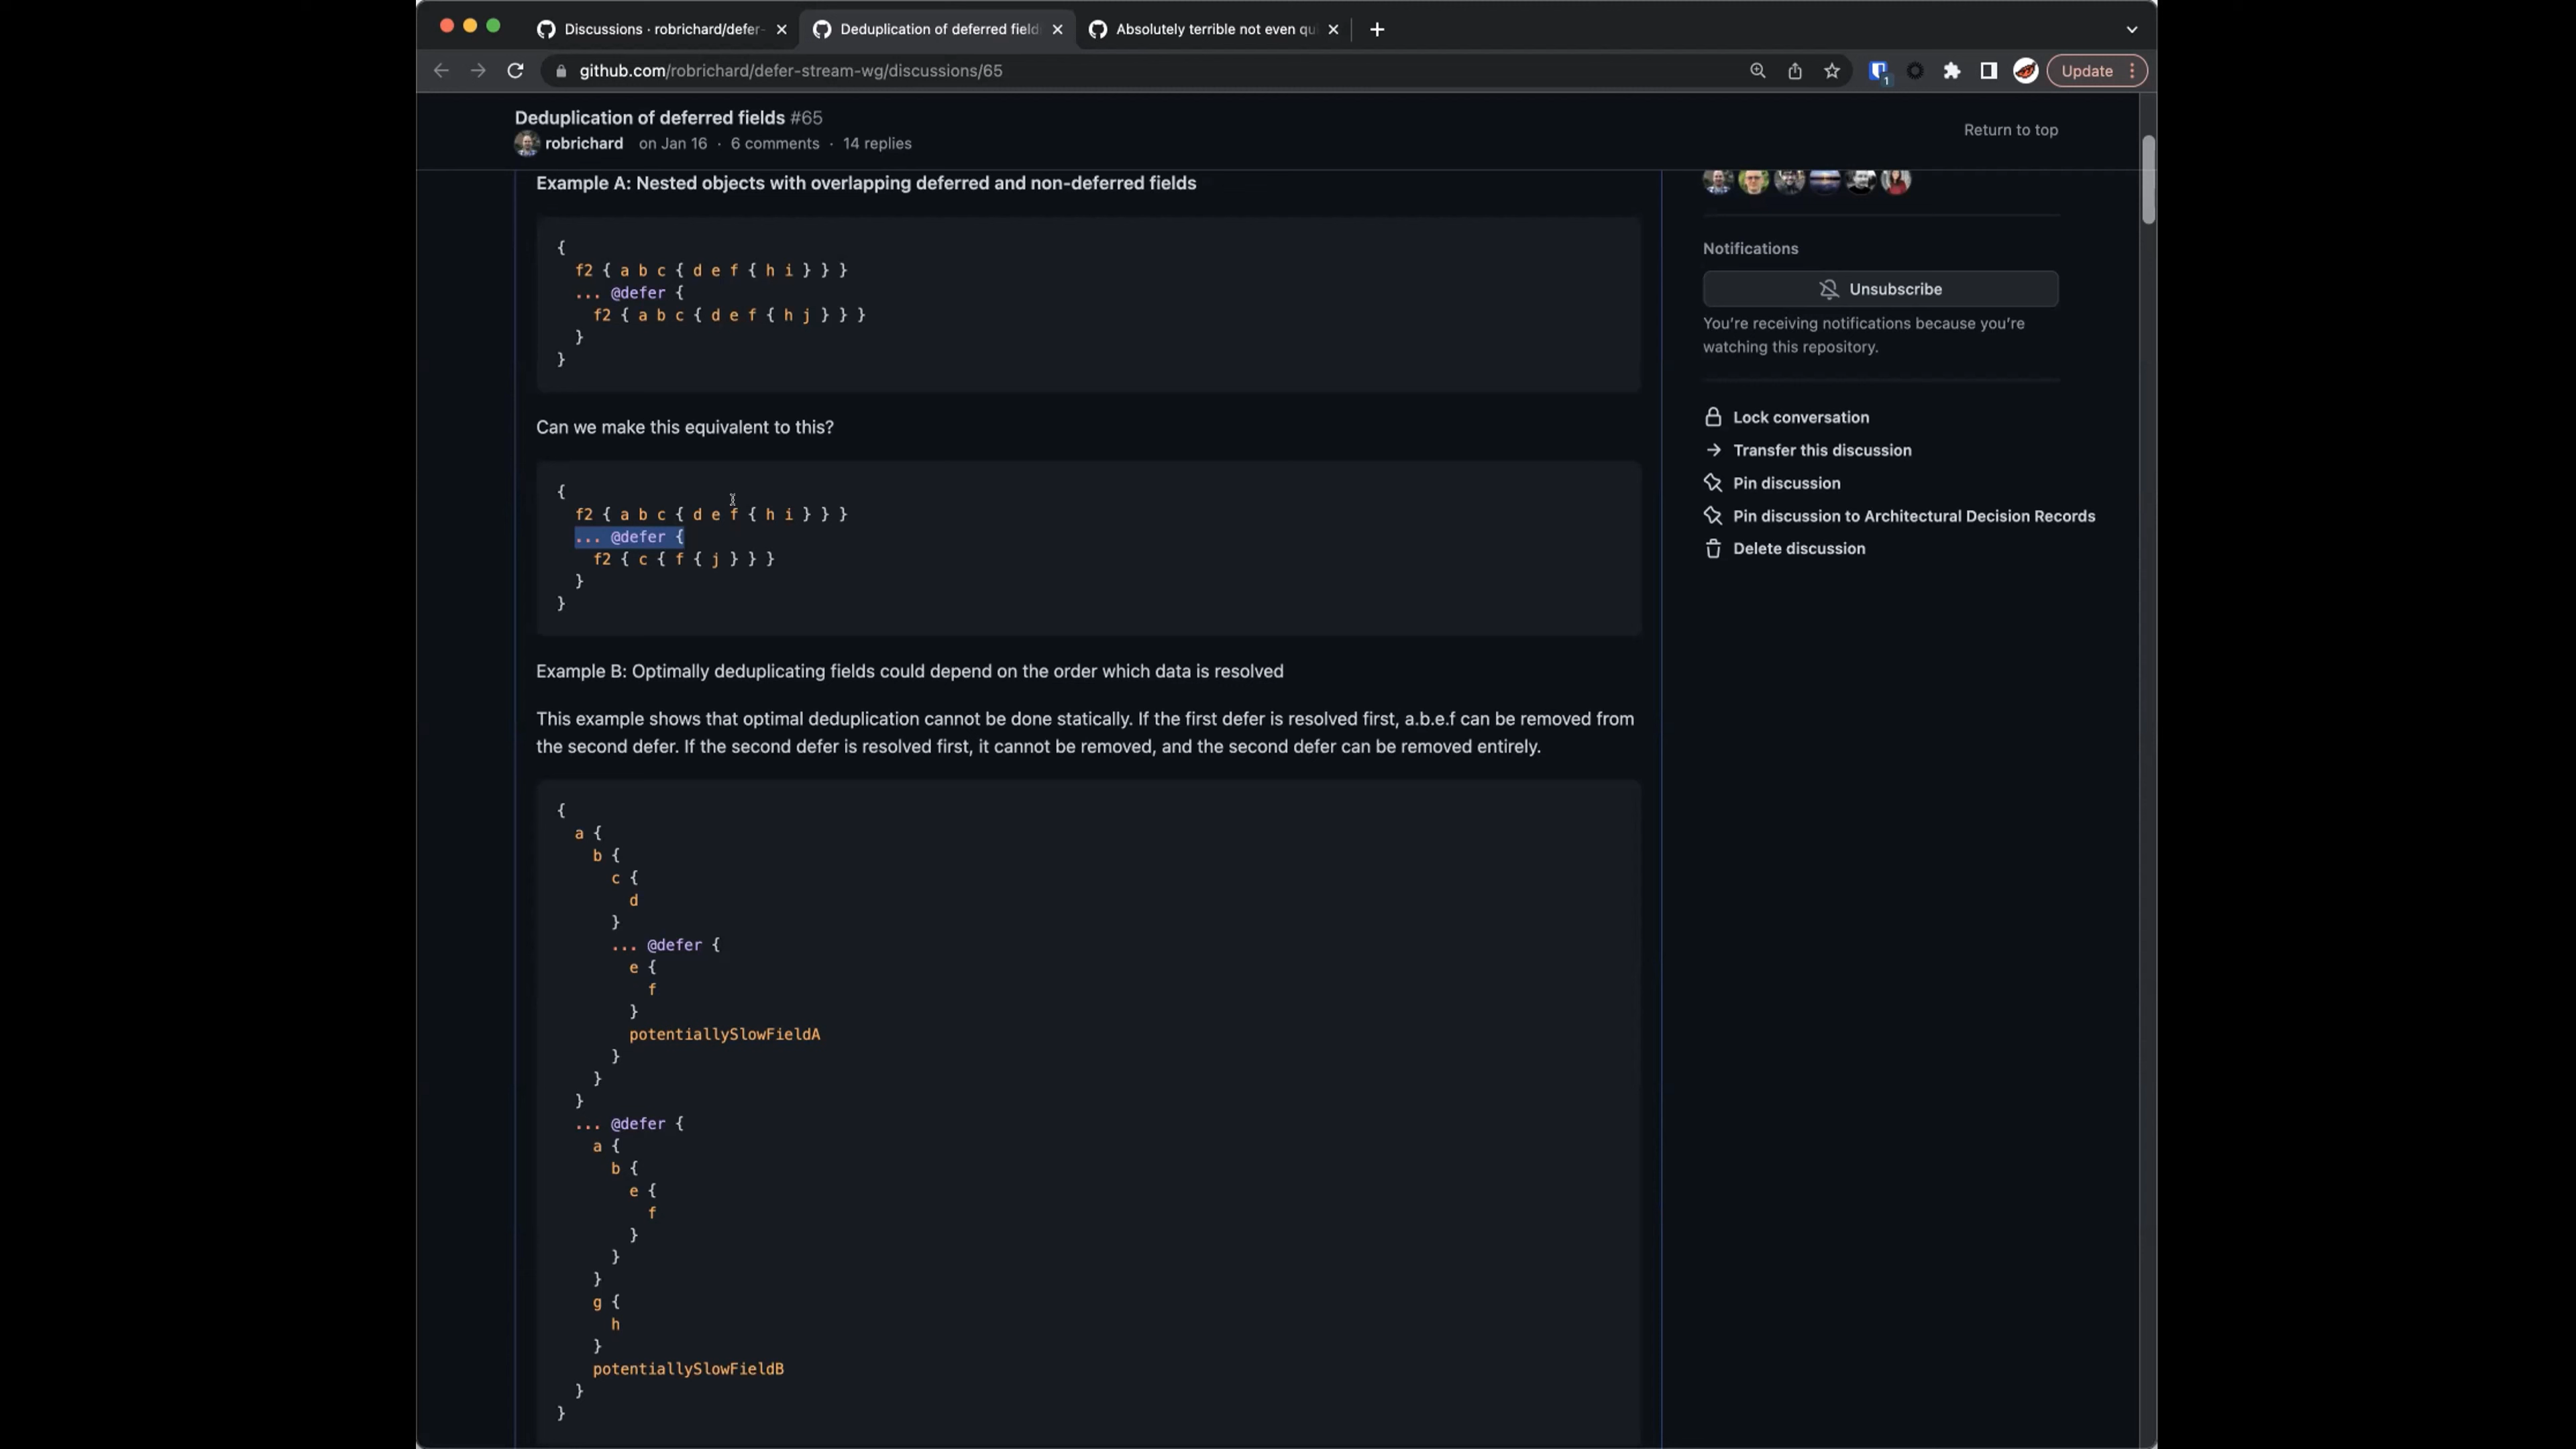 Discussions · robrichard/defer-
Deduplication of deferred field
Absolutely terrible not even qu
github.com/robrichard/defer-stream-wg/discussions/65
1
Update
Deduplication of deferred fields #65
robrichard on Jan 16 · 6 comments · 14 replies
Return to top
Example A: Nested objects with overlapping deferred and non-deferred fields
{
f2 { a b c { d e f { h i } } }
... @defer {
f2 { a b c { d e f { h j } } }
}
}
Can we make this equivalent to this?
{
f2 { a b c { d e f { h i } } }
... @defer {
f2 { c { f { j } } }
}
}
Example B: Optimally deduplicating fields could depend on the order which data is resolved
This example shows that optimal deduplication cannot be done statically. If the first defer is resolved first, a.b.e.f can be removed from
the second defer. If the second defer is resolved first, it cannot be removed, and the second defer can be removed entirely.
{
a {
b {
c {
d
}
... @defer {
e {
f
}
potentiallySlowFieldA
}
}
}
... @defer {
a {
b {
e {
f
}
}
}
g {
h
}
potentiallySlowFieldB
}
}
Notifications
Unsubscribe
You're receiving notifications because you're
watching this repository.
Lock conversation
Transfer this discussion
Pin discussion
Pin discussion to Architectural Decision Records
Delete discussion